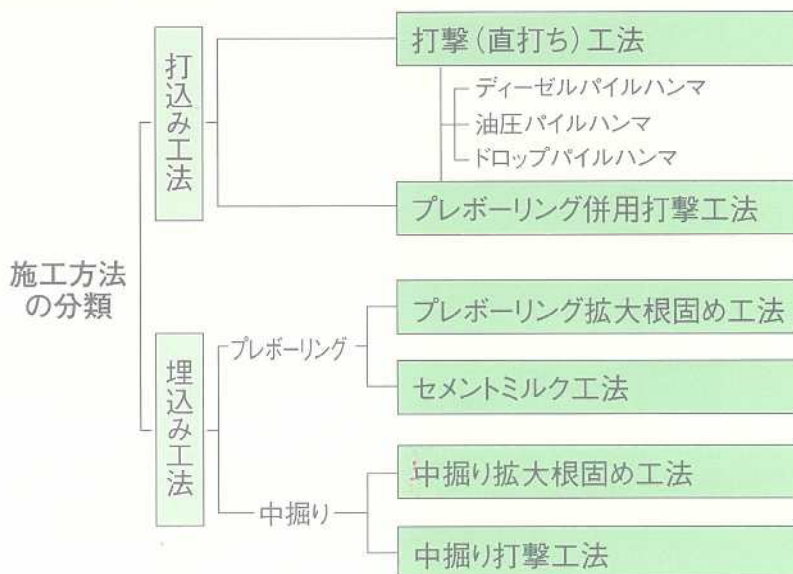 施工方法
の分類
打込み工法
打撃(直打ち)工法
ディーゼルパイルハンマ
油圧パイルハンマ
ドロップパイルハンマ
プレボーリング併用打撃工法
埋込み工法
プレボーリング
プレボーリング拡大根固め工法
セメントミルク工法
中掘り
中掘り拡大根固め工法
中掘り打撃工法